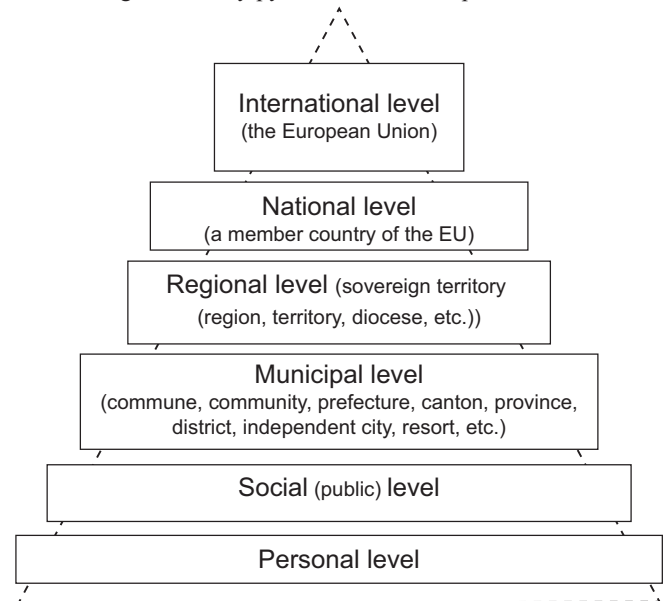 International level
(the European Union)
National level
(a member country of the EU)
Regional level (sovereign territory
(region, territory, diocese, etc.))
Municipal level
(commune, community, prefecture, canton, province,
district, independent city, resort, etc.)
Social (public) level
Personal level